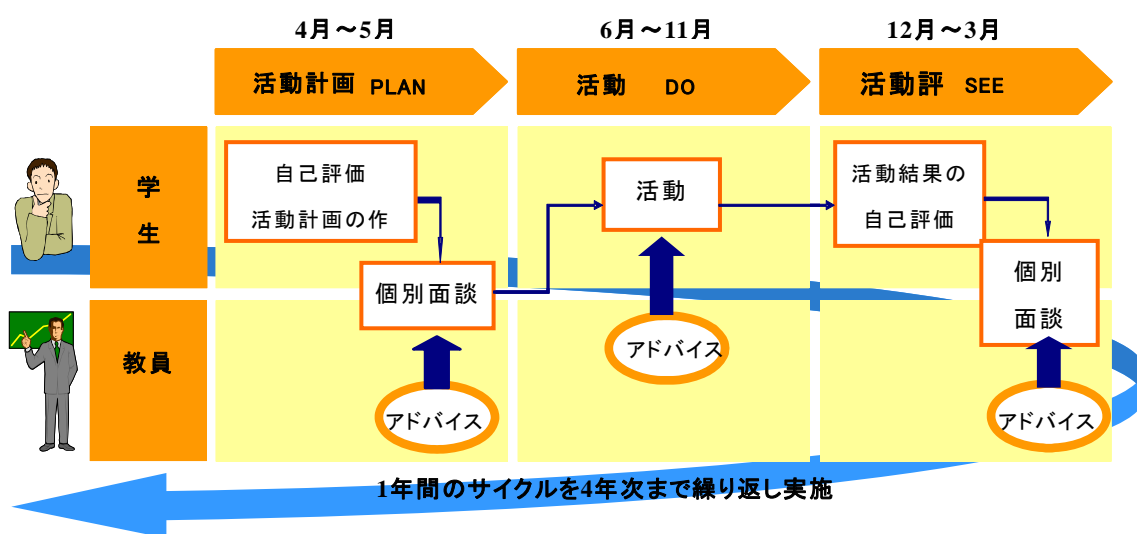 4月～5月
6月～11月
12月～3月
活動計画 PLAN
活動 DO
活動評 SEE
学
生
自己評価
活動計画の作
個別面談
活動
活動結果の
自己評価
個別
面談
教員
アドバイス
アドバイス
アドバイス
1年間のサイクルを4年次まで繰り返し実施